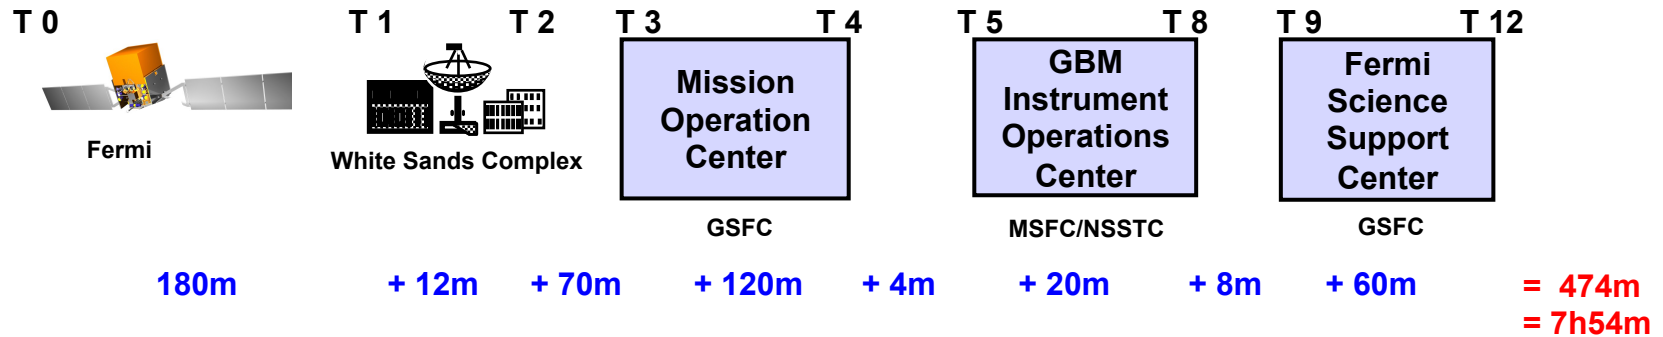 T 0 T 1 T 2 T 3 T 4 T 5 T 8 T 9 T 12
Fermi
White Sands Complex
Mission
Operation
Center
GBM
Instrument
Operations
Center
Fermi
Science
Support
Center
GSFC MSFC/NSSTC GSFC
180m + 12m + 70m + 120m + 4m + 20m + 8m + 60m = 474m
= 7h54m